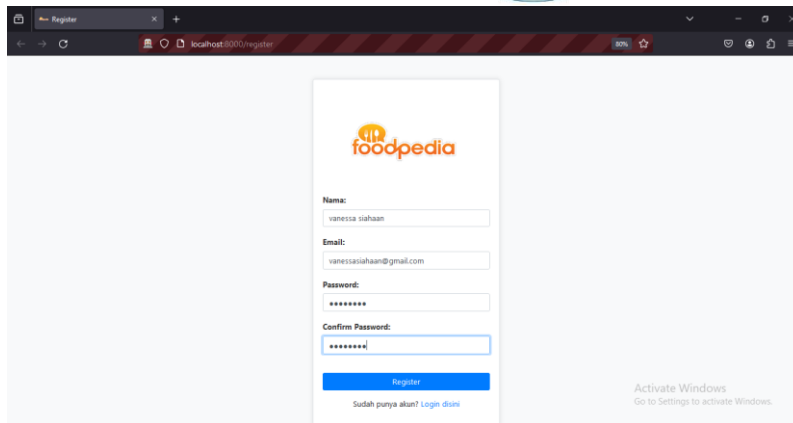 Register
localhost:8000/register
80%
foodpedia
Nama:
vanessa siahaan
Email:
vanessasiahaan@gmail.com
Password:
Confirm Password:
Register
Sudah punya akun? Login disini
Activate Windows
Go to Settings to activate Windows.